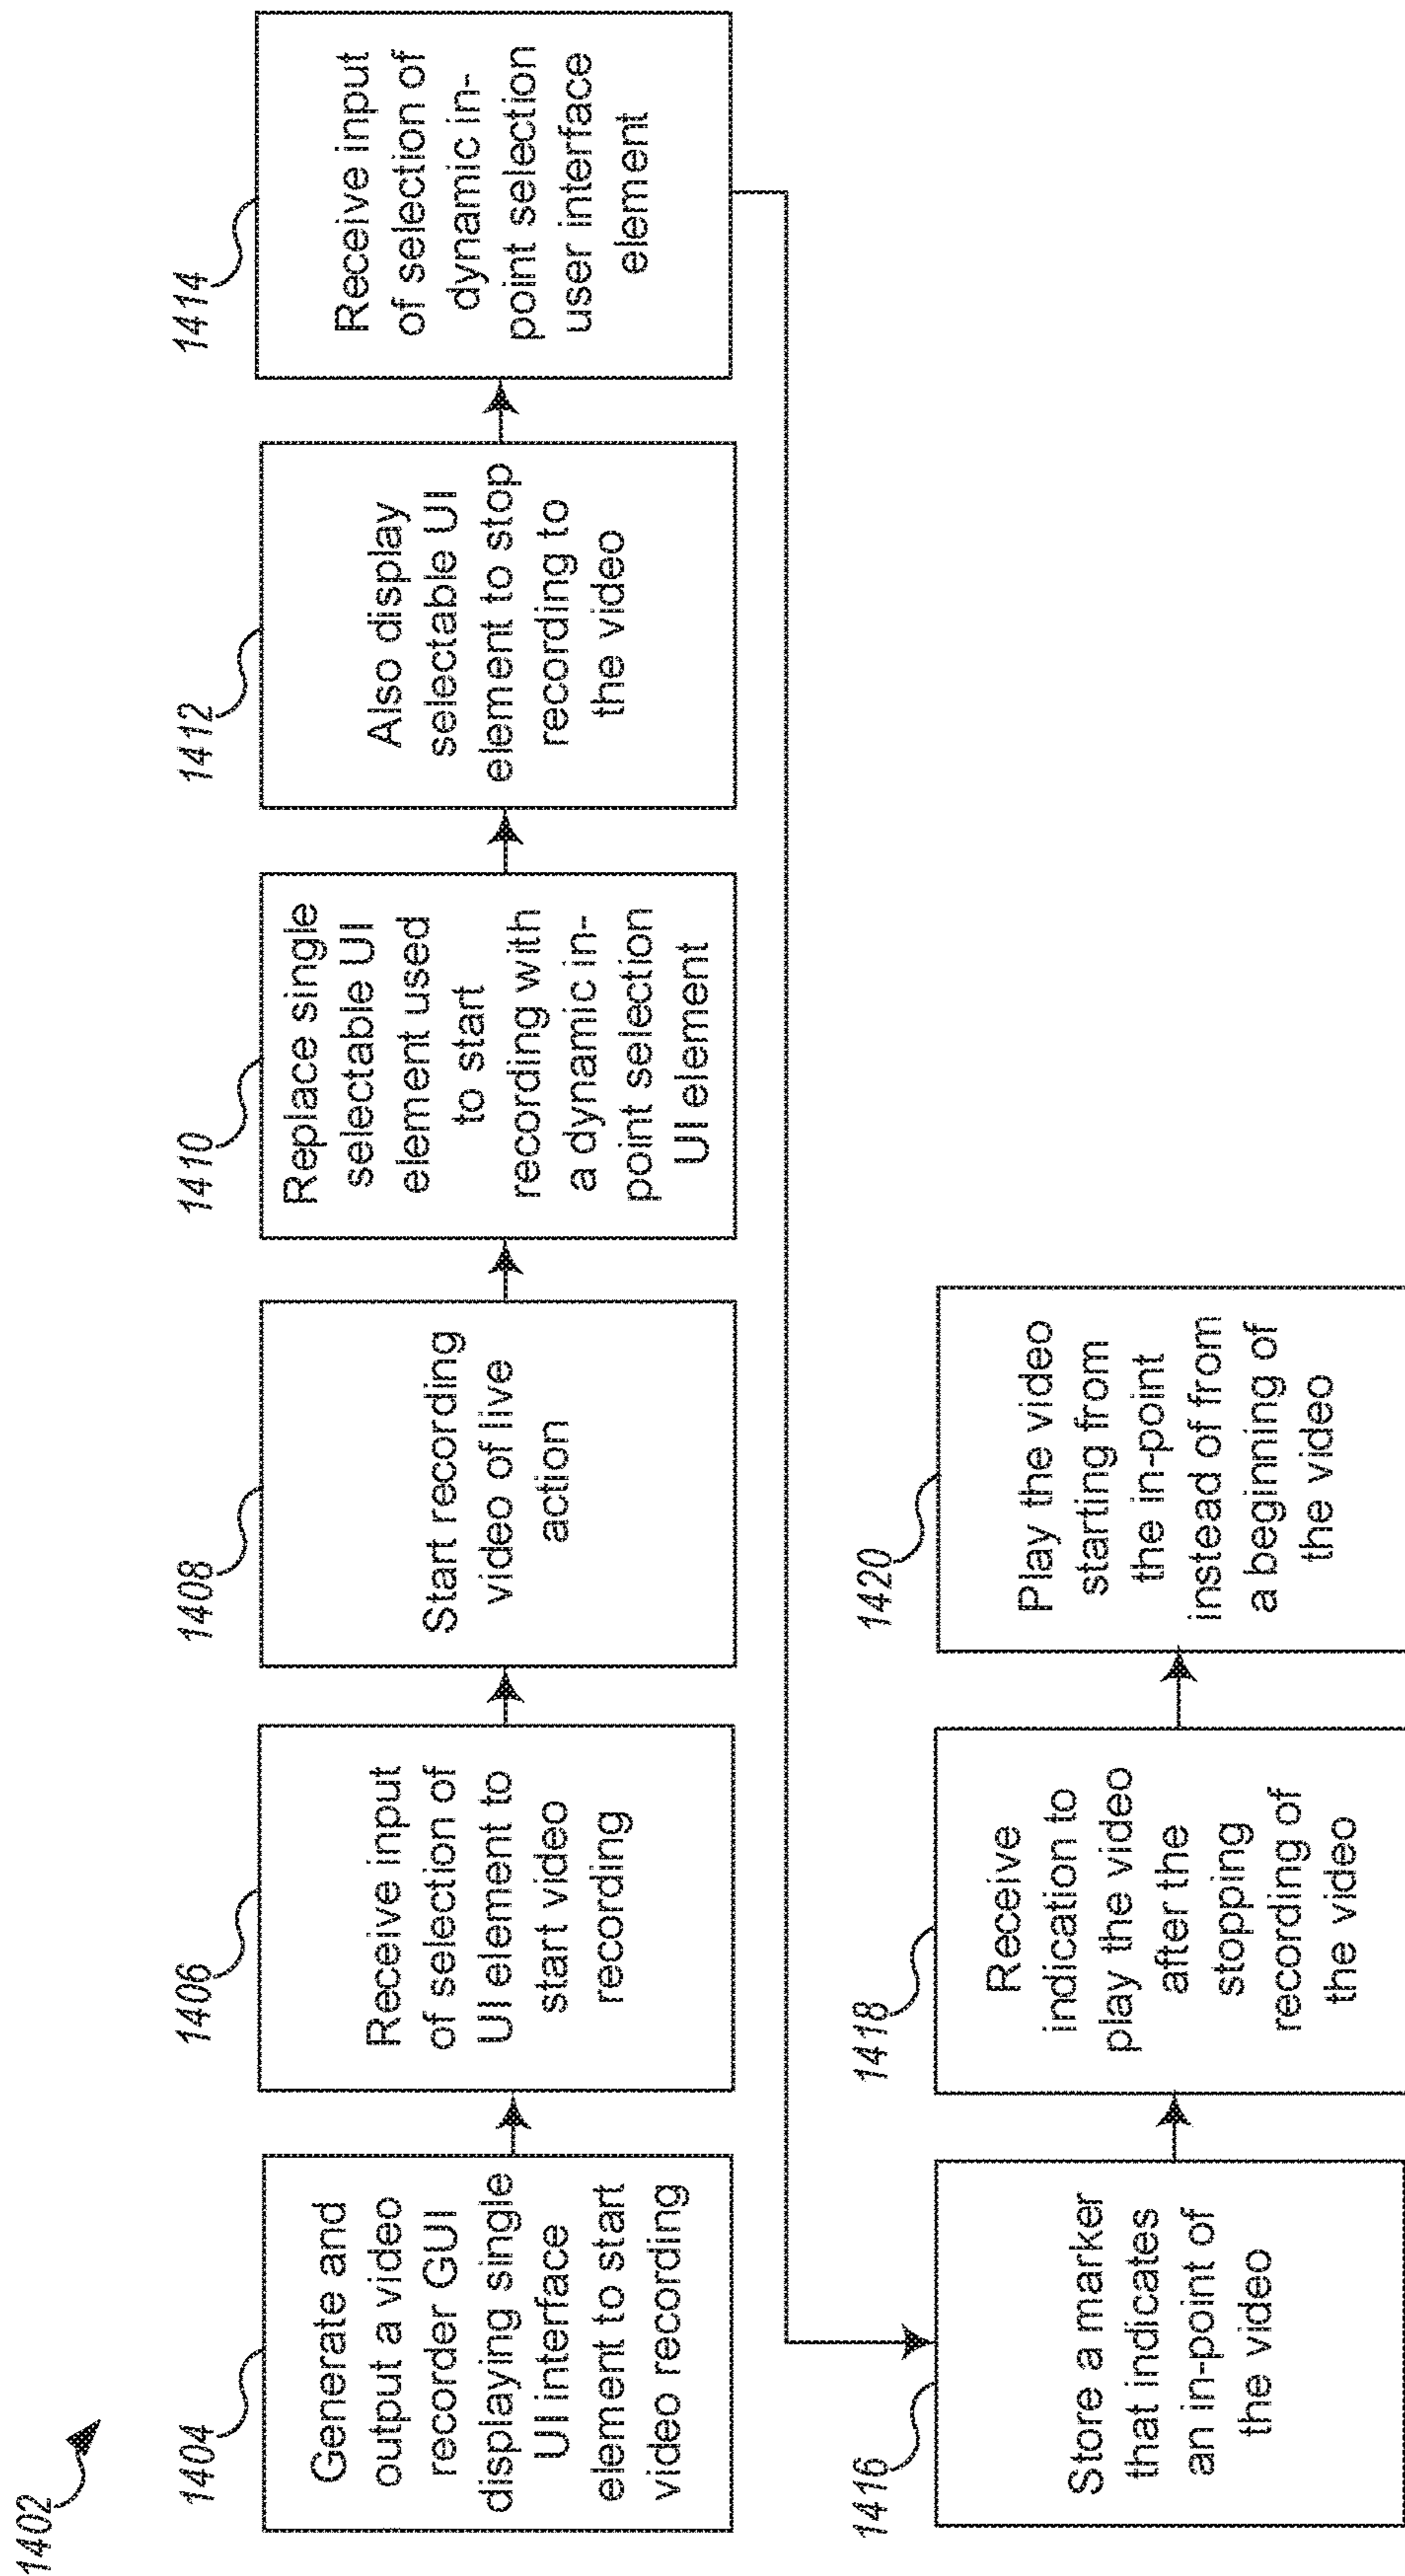 1402
1404
Generate and
output a video
recorder GUI
displaying single
UI interface
element to start
video recording
1406
Receive input
of selection of
UI element to
start video
recording
1408
Start recording
video of live
action
1410
Replace single
selectable UI
element used
to start
recording with
a dynamic in-
point selection
UI element
1412
Also display
selectable UI
element to stop
recording to
the video
1414
Receive input
of selection of
dynamic in-
point selection
user interface
element
1416
Store a marker
that indicates
an in-point of
the video
1418
Receive
indication to
play the video
after the
stopping
recording of
the video
1420
Play the video
starting from
the in-point
instead of from
a beginning of
the video